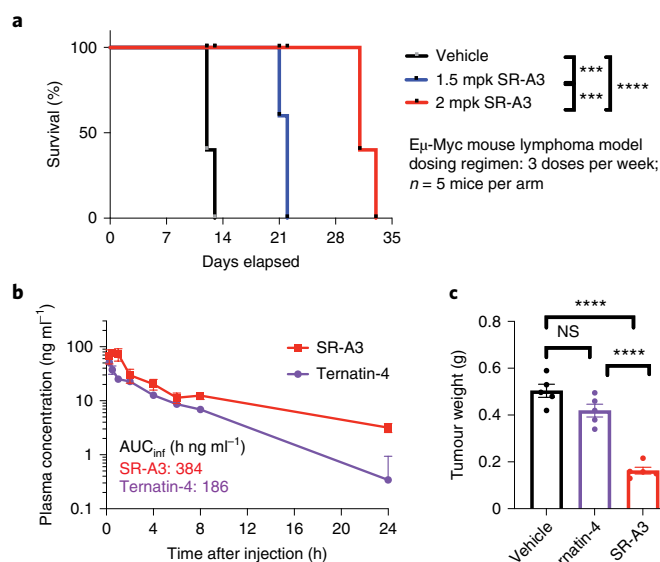 a
Survival (%)
100
50
0
0 7 14 21 28 35
Days elapsed
Vehicle
1.5 mpk SR-A3
2 mpk SR-A3
***
***
****
Eμ-Myc mouse lymphoma model
dosing regimen: 3 doses per week;
n = 5 mice per arm
b
Plasma concentration (ng ml⁻¹)
100
10
1
0.1
0 4 8 12 16 20 24
Time after injection (h)
SR-A3
Ternatin-4
AUCinf (h ng ml⁻¹)
SR-A3: 384
Ternatin-4: 186
c
Tumour weight (g)
0.8
0.6
0.4
0.2
0
****
NS
****
Vehicle
rnatin-4
SR-A3